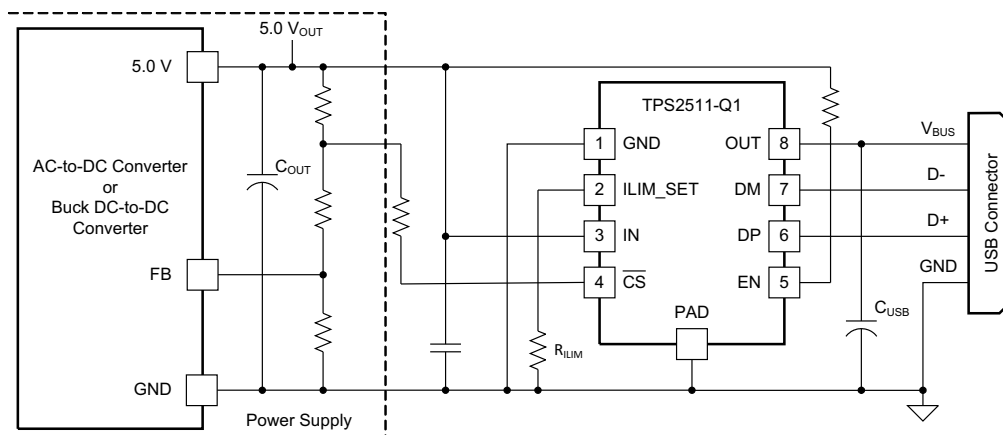 5.0 VOUT
5.0 V
TPS2511-Q1
1 GND
OUT 8
VBUS
AC-to-DC Converter
or
Buck DC-to-DC
Converter
COUT
2 ILIM_SET
DM 7
D-
3 IN
DP 6
D+
FB
4 CS
EN 5
GND
USB Connector
PAD
CUSB
RILIM
GND
Power Supply